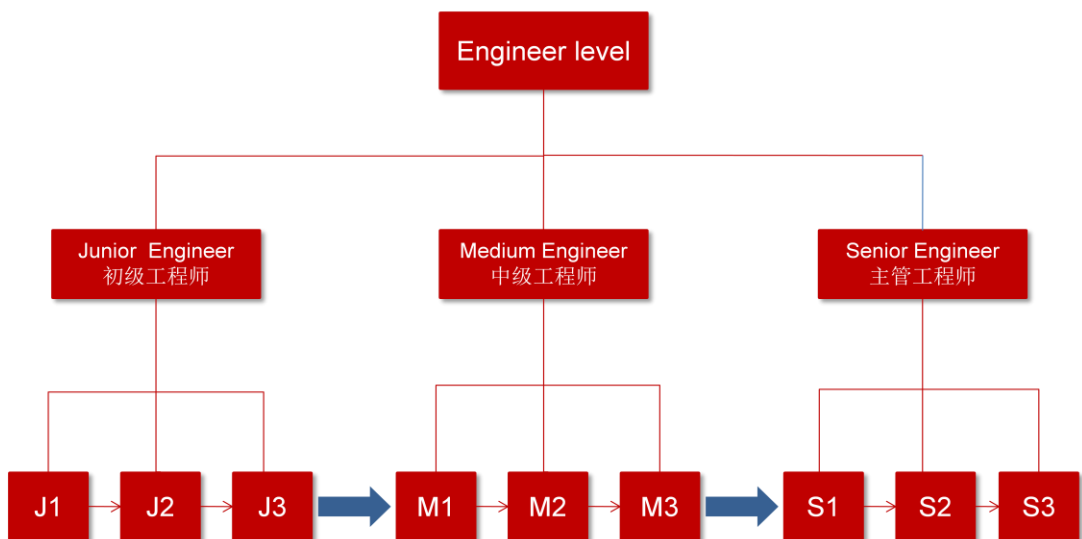 Engineer level
Junior Engineer
初级工程师
Medium Engineer
中级工程师
Senior Engineer
主管工程师
J1
J2
J3
M1
M2
M3
S1
S2
S3